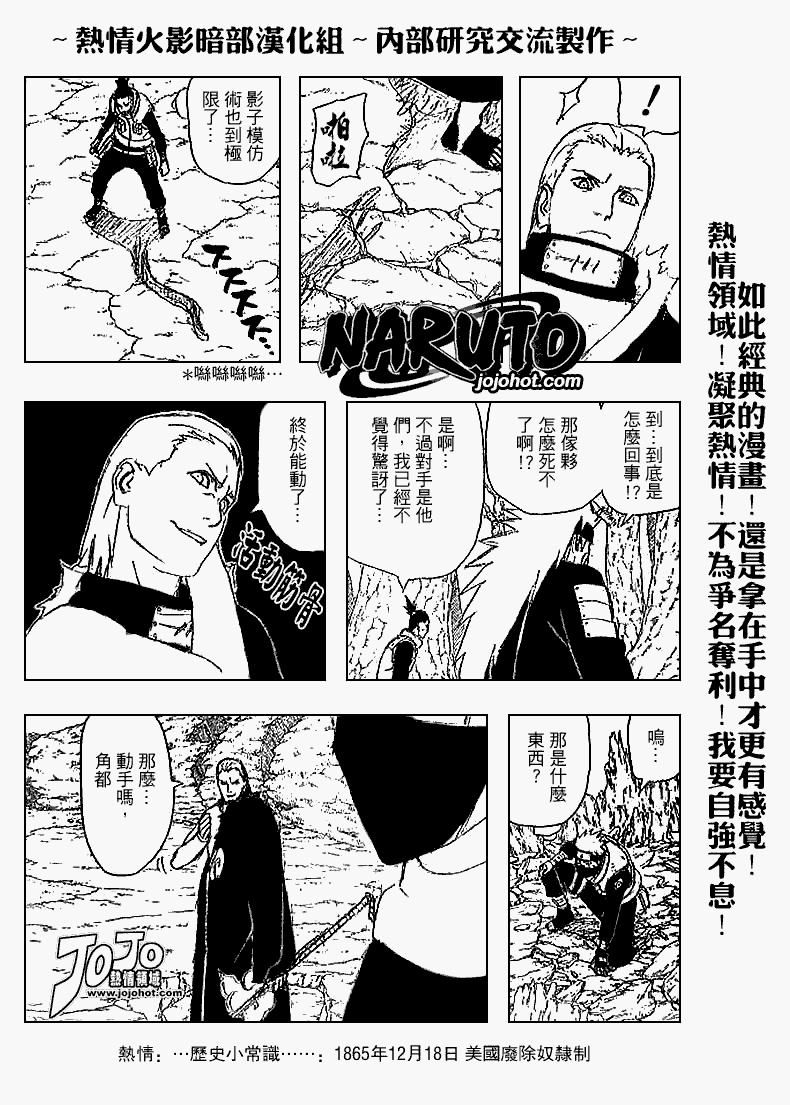 ~熱情火影暗部漢化組~內部研究交流製作~
!
啪
啦
影子模仿
術也到極
限了…
ススススス…
*噝噝噝噝…
NARUTO
jojohot.com
如此經典的漫畫!還是拿在手中才更有感覺!
熱情領域!凝聚熱情!不為爭名奪利!我要自強不息!
到…到底是
怎麼回事!?
那傢夥
怎麼死不
了啊!?
是啊…
不過對手是他
們,我已經不
覺得驚訝了…
終於能動了…
活動筋骨
嗚…
那是什麼
東西?
那麼…
動手嗎,
角都
JOJO
熱情領域
www.jojohot.com
熱情:…歷史小常識……:1865年12月18日 美國廢除奴隸制